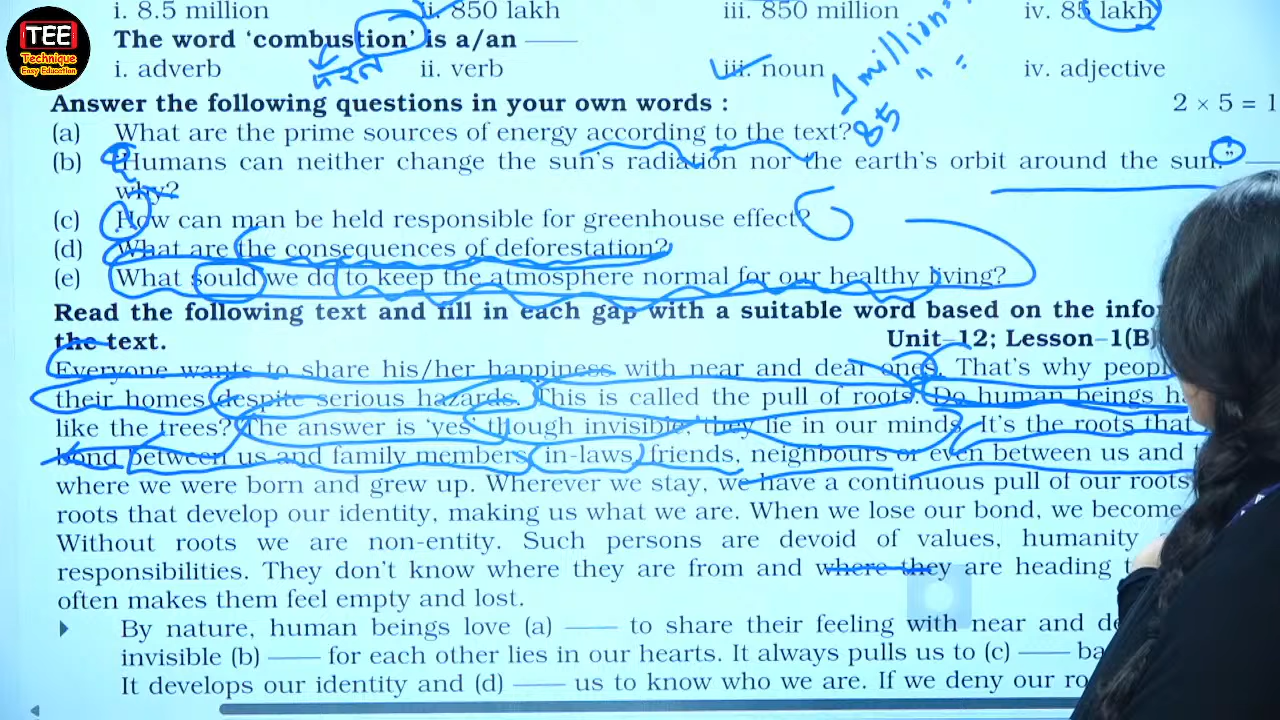 TEE
Technique
Easy Education
i. 8.5 million ii. 850 lakh iii. 850 million iv. 85 lakh
The word ‘combustion’ is a/an ——
i. adverb ii. verb iii. noun iv. adjective
1 million =
85
Answer the following questions in your own words : 2 × 5 = 1
(a) What are the prime sources of energy according to the text?
(b) Humans can neither change the sun's radiation nor the earth's orbit around the sun."
why?
(c) How can man be held responsible for greenhouse effect?
(d) What are the consequences of deforestation?
(e) What sould we do to keep the atmosphere normal for our healthy living?
Read the following text and fill in each gap with a suitable word based on the infor
the text. Unit–12; Lesson–1(B)
Everyone wants to share his/her happiness with near and dear ones. That's why peopl
their homes despite serious hazards. This is called the pull of roots. Do human beings ha
like the trees? The answer is ‘yes’ though invisible, they lie in our minds. It's the roots that
bond between us and family members in-laws friends, neighbours or even between us and t
where we were born and grew up. Wherever we stay, we have a continuous pull of our roots
roots that develop our identity, making us what we are. When we lose our bond, we become
Without roots we are non-entity. Such persons are devoid of values, humanity
responsibilities. They don't know where they are from and where they are heading t
often makes them feel empty and lost.
By nature, human beings love (a) —— to share their feeling with near and de
invisible (b) —— for each other lies in our hearts. It always pulls us to (c) —— ba
It develops our identity and (d) —— us to know who we are. If we deny our ro